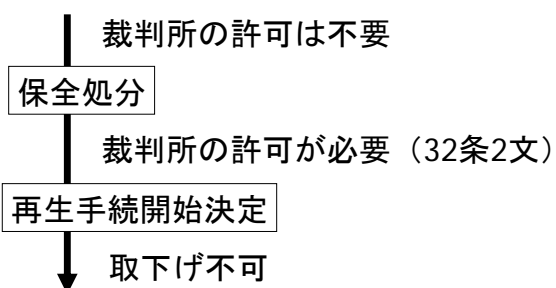 裁判所の許可は不要
保全処分
裁判所の許可が必要（32条2文）
再生手続開始決定
取下げ不可